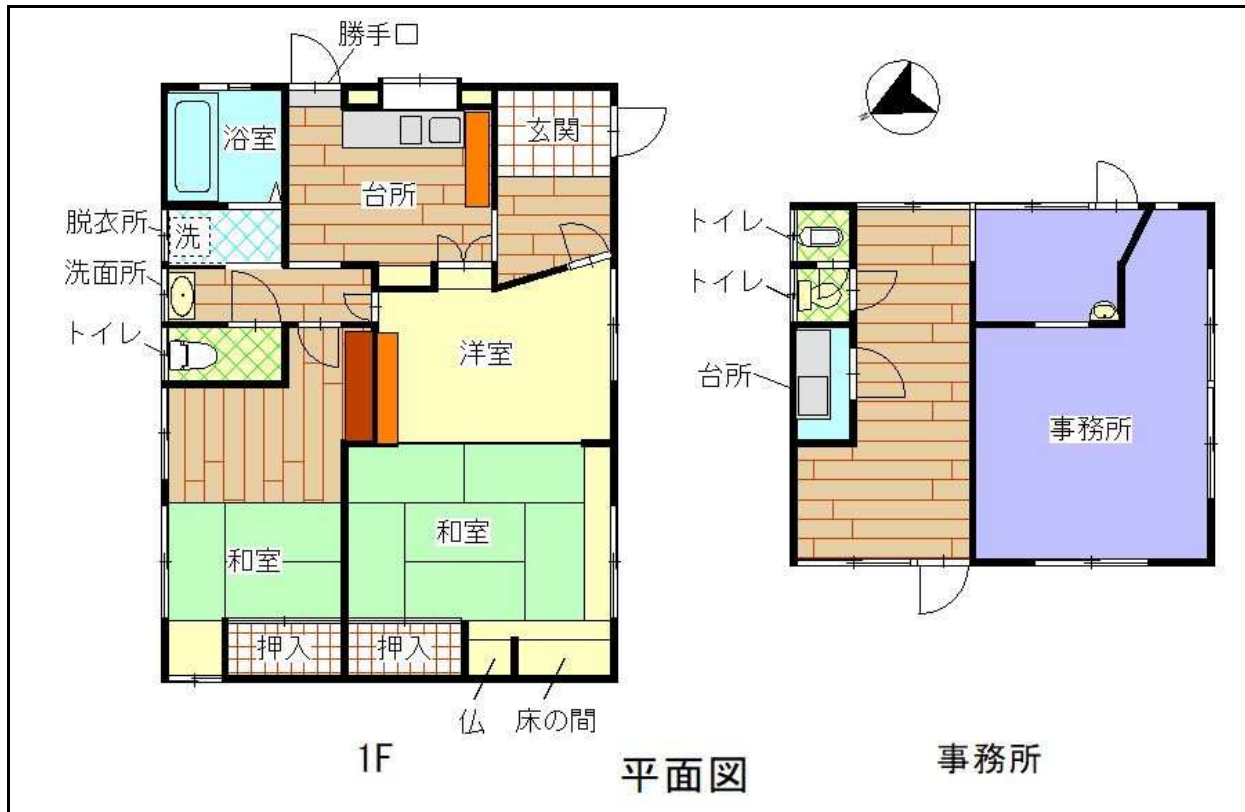 勝手口
浴室
玄関
台所
脱衣所
洗
洗面所
トイレ
洋室
和室
和室
押入
押入
仏
床の間
1F
トイレ
トイレ
台所
事務所
事務所
平面図